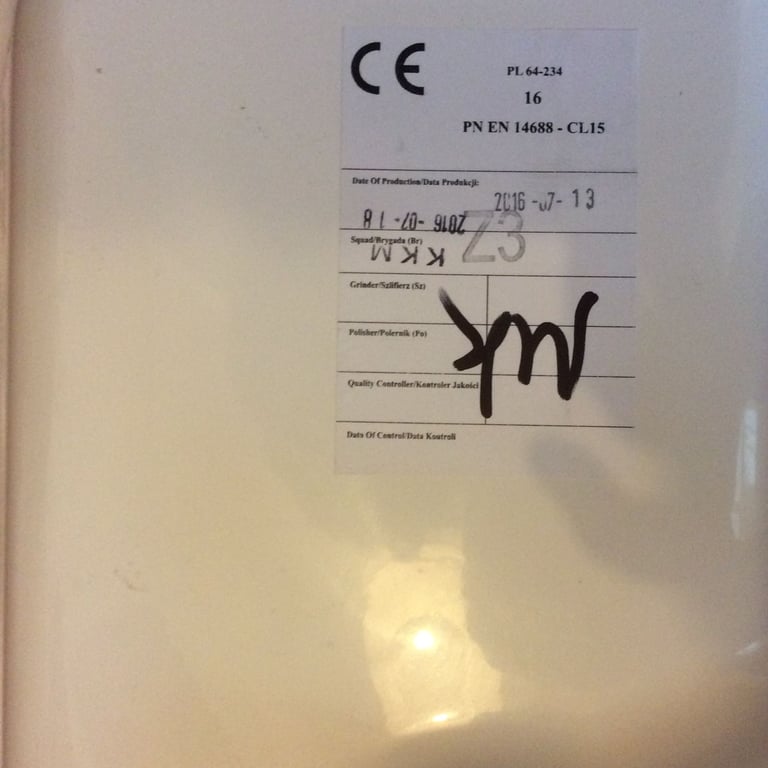 CE
PL 64-234
16
PN EN 14688 - CL15
Date Of Production/Data Produkcji:
2016 -07- 13
2016 -07- 18
Z3
Squad/Brygada (Br)
KKM
Grinder/Szlifierz (Sz)
Polisher/Polernik (Po)
Quality Controller/Kontroler Jakości
Data Of Control/Data Kontroli